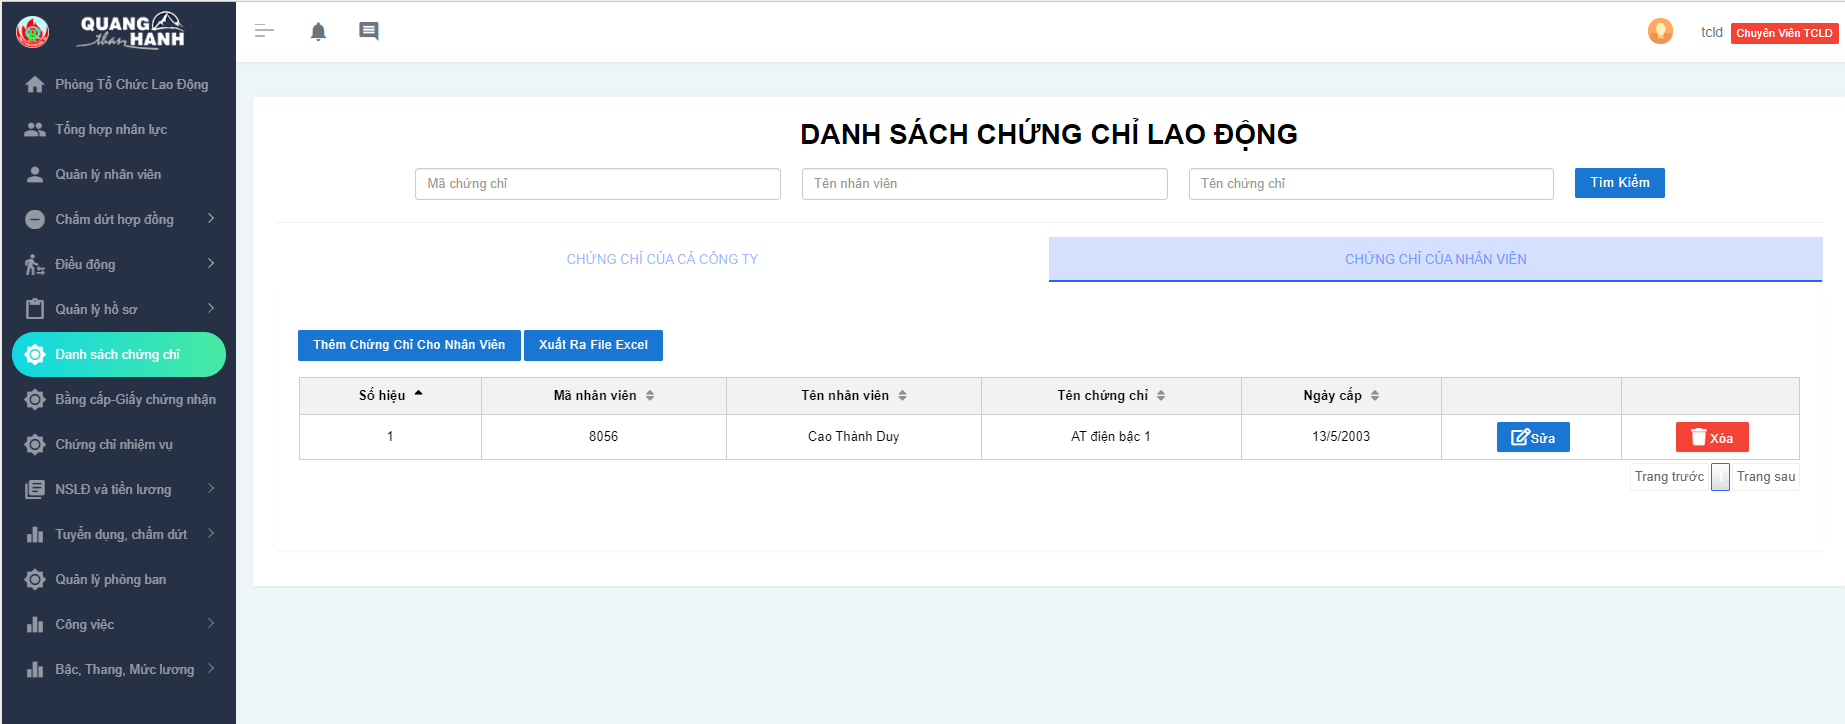 QUANG
than HANH
tcld Chuyên Viên TCLD
Phòng Tổ Chức Lao Động
Tổng hợp nhân lực
Quản lý nhân viên
Chấm dứt hợp đồng
Điều động
Quản lý hồ sơ
Danh sách chứng chỉ
Bằng cấp-Giấy chứng nhận
Chứng chỉ nhiệm vụ
NSLĐ và tiền lương
Tuyển dụng, chấm dứt
Quản lý phòng ban
Công việc
Bậc, Thang, Mức lương
DANH SÁCH CHỨNG CHỈ LAO ĐỘNG
Mã chứng chỉ Tên nhân viên Tên chứng chỉ Tìm Kiếm
CHỨNG CHỈ CỦA CẢ CÔNG TY CHỨNG CHỈ CỦA NHÂN VIÊN
Thêm Chứng Chỉ Cho Nhân Viên Xuất Ra File Excel
Số hiệu Mã nhân viên Tên nhân viên Tên chứng chỉ Ngày cấp
1 8056 Cao Thành Duy AT điện bậc 1 13/5/2003 Sửa Xóa
Trang trước 1 Trang sau